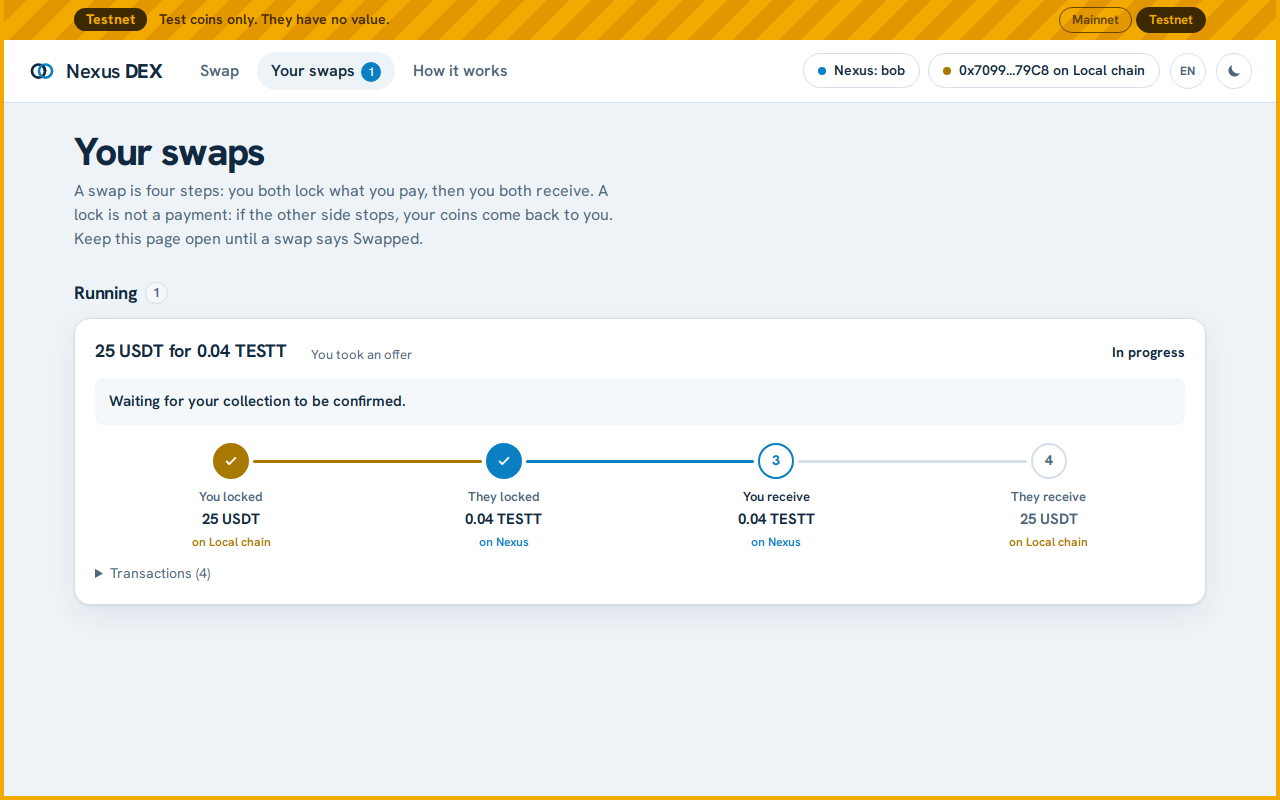 Testnet
Test coins only. They have no value.
Mainnet
Testnet
Nexus DEX
Swap
Your swaps 1
How it works
Nexus: bob
0x7099...79C8 on Local chain
EN
Your swaps
A swap is four steps: you both lock what you pay, then you both receive. A
lock is not a payment: if the other side stops, your coins come back to you.
Keep this page open until a swap says Swapped.
Running 1
25 USDT for 0.04 TESTT
You took an offer
In progress
Waiting for your collection to be confirmed.
3
4
You locked
They locked
You receive
They receive
25 USDT
0.04 TESTT
0.04 TESTT
25 USDT
on Local chain
on Nexus
on Nexus
on Local chain
Transactions (4)